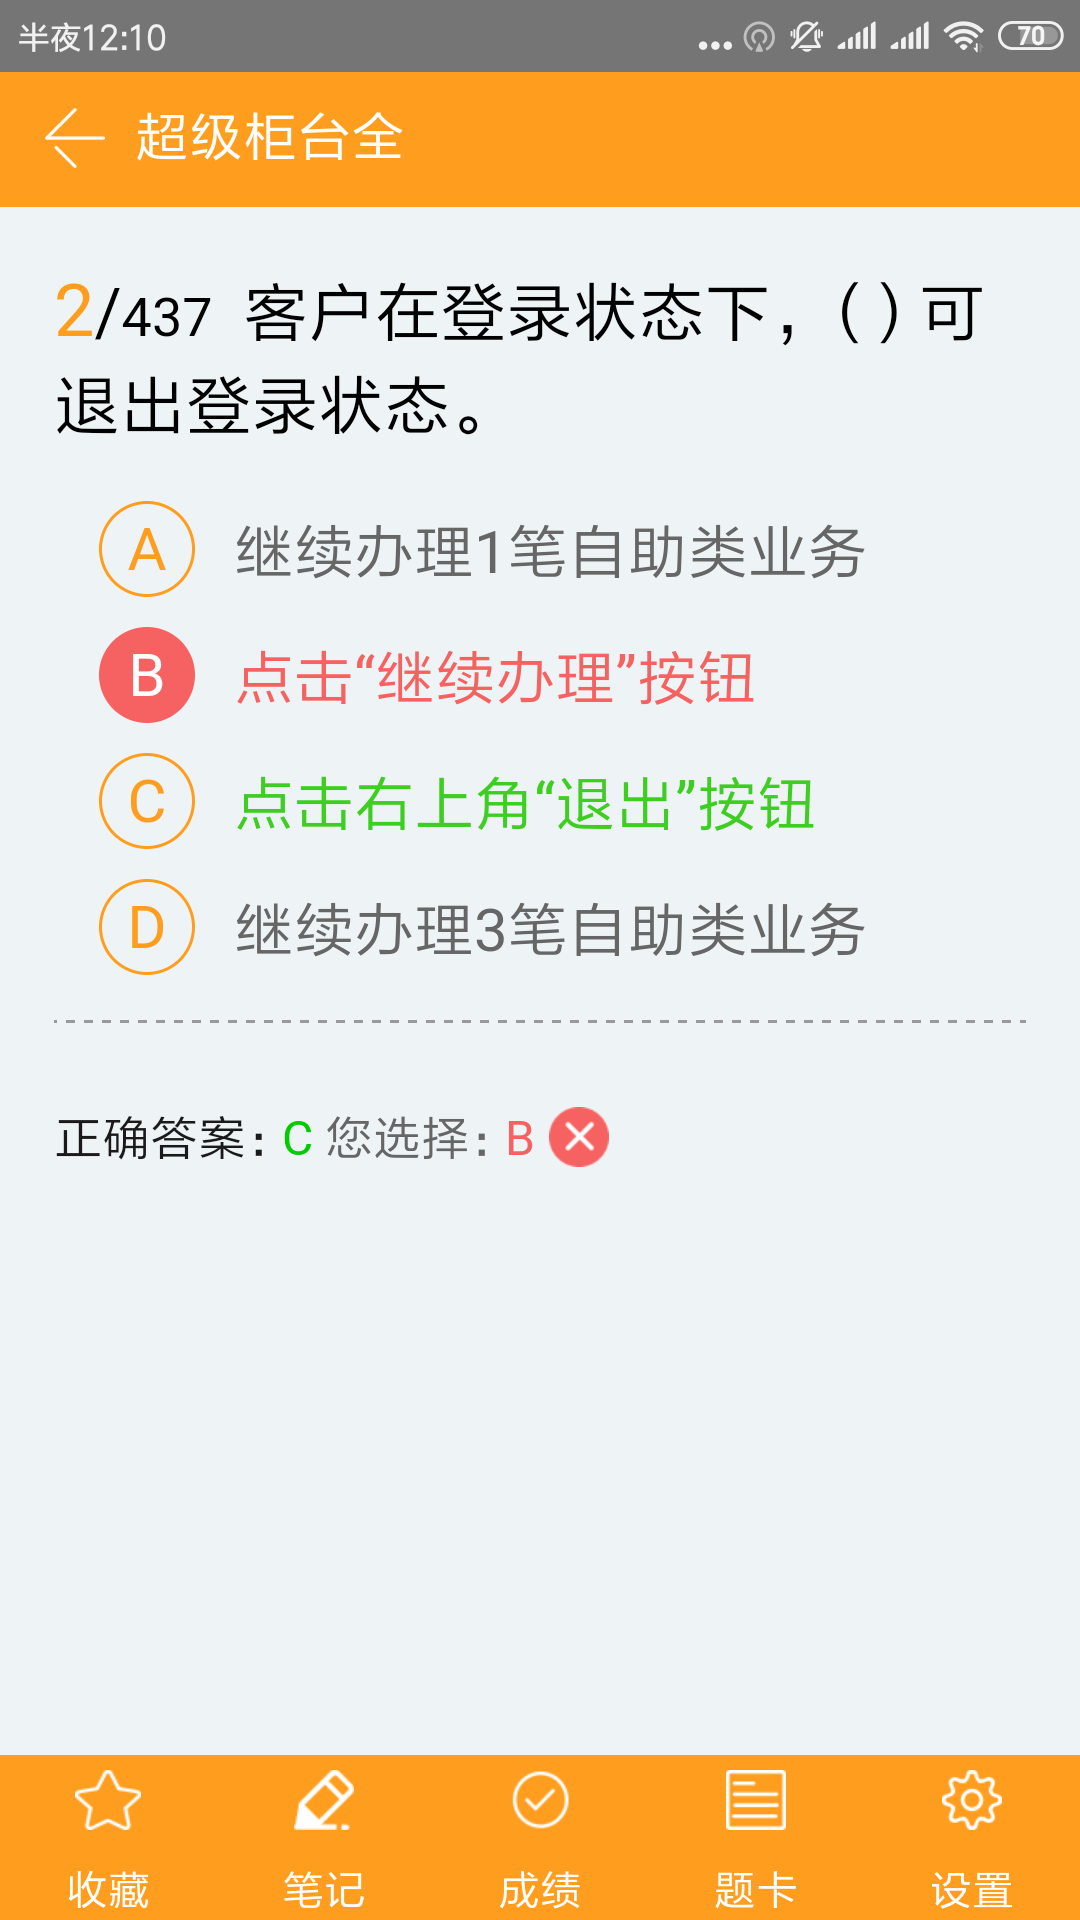 半夜12:10
70
超级柜台全
2/437 客户在登录状态下，( ) 可
退出登录状态。
A 继续办理1笔自助类业务
B 点击“继续办理”按钮
C 点击右上角“退出”按钮
D 继续办理3笔自助类业务
正确答案: C 您选择: B
收藏 笔记 成绩 题卡 设置